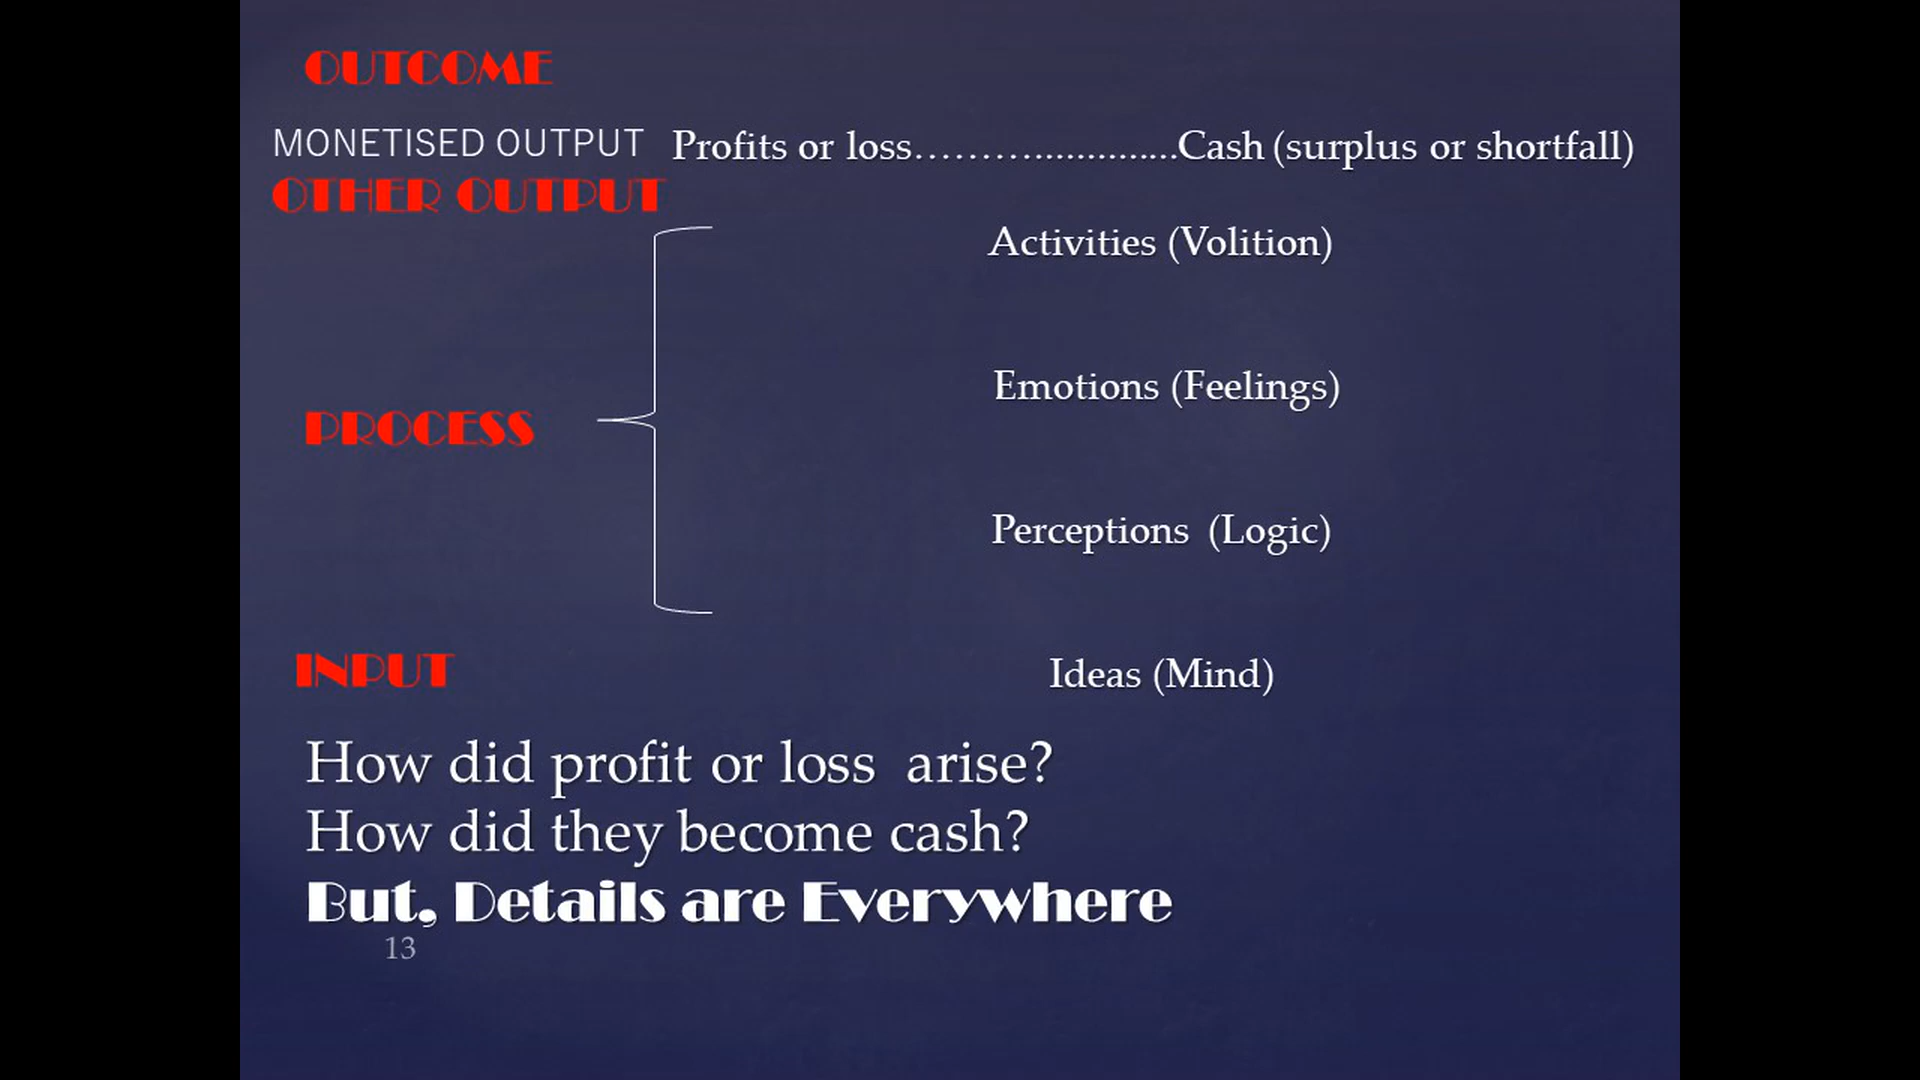 OUTCOME
MONETISED OUTPUT Profits or loss……….............Cash (surplus or shortfall)
OTHER OUTPUT
Activities (Volition)
Emotions (Feelings)
PROCESS
Perceptions (Logic)
INPUT Ideas (Mind)
How did profit or loss arise?
How did they become cash?
But, Details are Everywhere
13